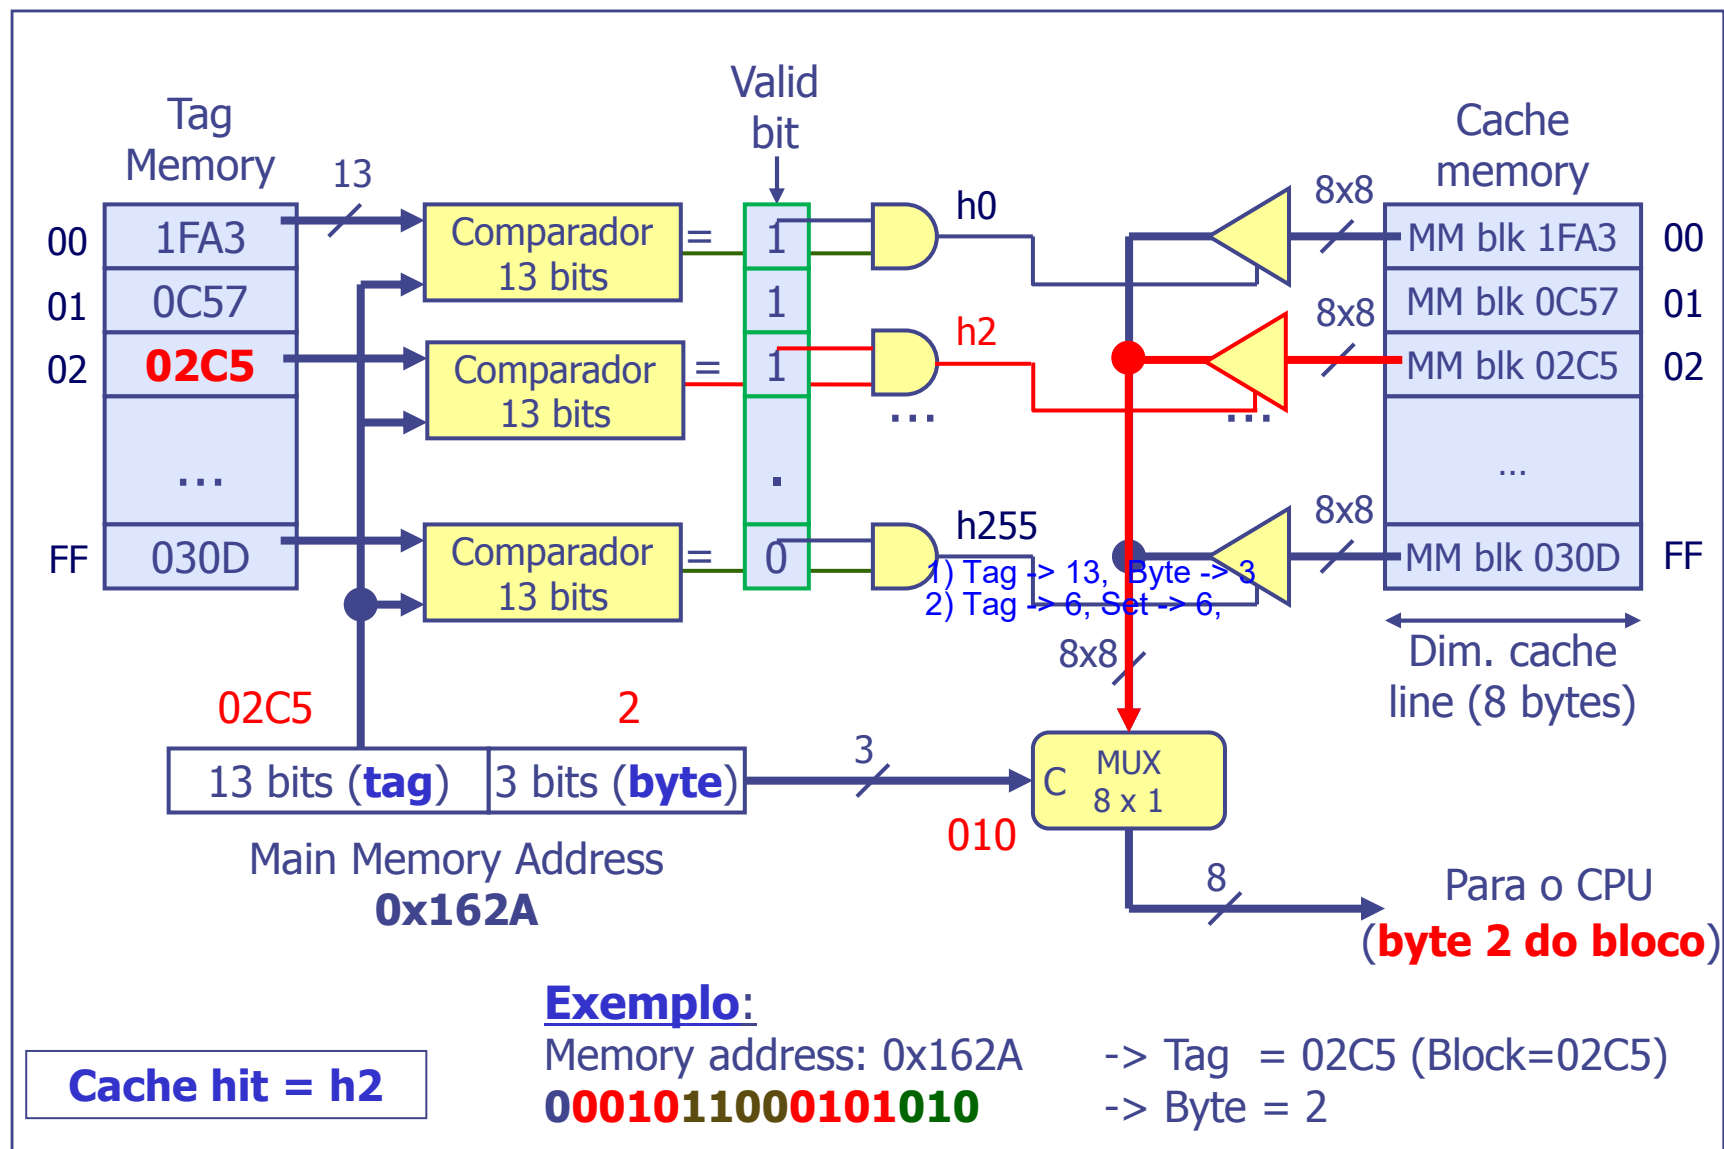 Tag
Memory
Valid
bit
Cache
memory
13
8x8
00
1FA3
Comparador
13 bits
=
1
h0
MM blk 1FA3
00
01
0C57
1
8x8
MM blk 0C57
01
02
02C5
Comparador
13 bits
=
1
h2
MM blk 02C5
02
...
...
...
.
...
8x8
FF
030D
Comparador
13 bits
=
0
h255
MM blk 030D
FF
1) Tag -> 13, Byte -> 3
2) Tag -> 6, Set -> 6,
8x8
Dim. cache
line (8 bytes)
02C5
2
13 bits (tag)
3 bits (byte)
3
C
MUX
8 x 1
010
Main Memory Address
0x162A
8
Para o CPU
(byte 2 do bloco)
Exemplo:
Memory address: 0x162A -> Tag = 02C5 (Block=02C5)
0001011000101010 -> Byte = 2
Cache hit = h2